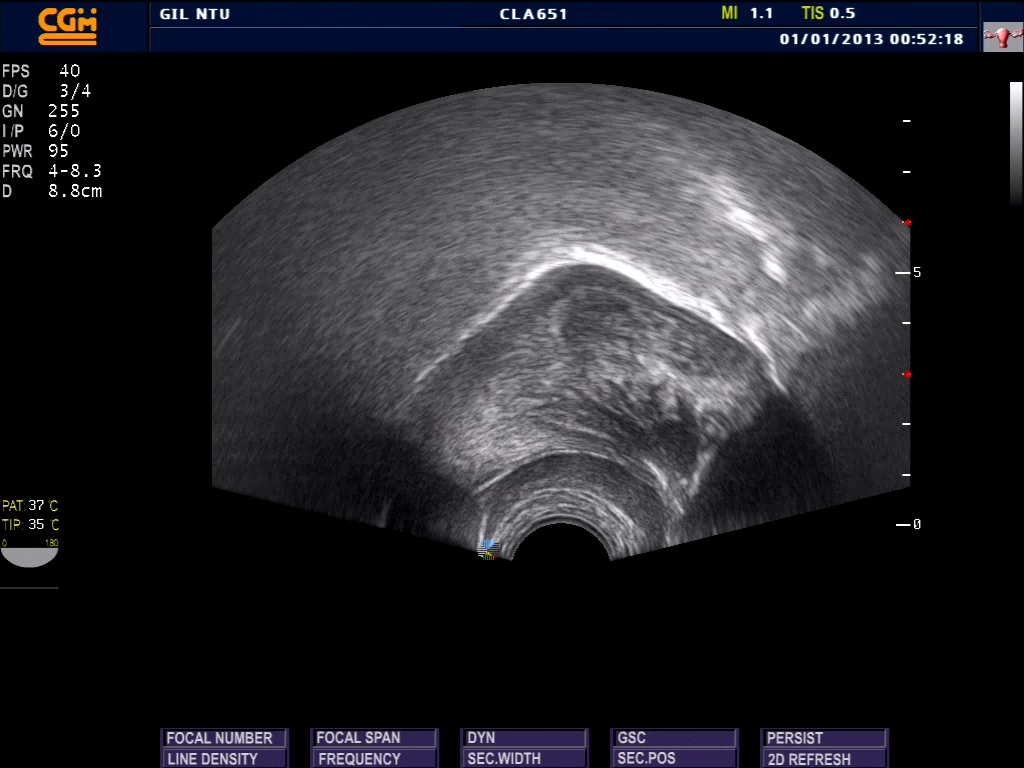 CGM
GIL NTU CLA651 MI 1.1 TIS 0.5
01/01/2013 00:52:18
FPS 40
D/G 3/4
GN 255
I/P 6/0
PWR 95
FRQ 4-8.3
D 8.8cm
5
PAT: 37 °C
TIP: 35 °C
0 180
0
FOCAL NUMBER FOCAL SPAN DYN GSC PERSIST
LINE DENSITY FREQUENCY SEC.WIDTH SEC.POS 2D REFRESH